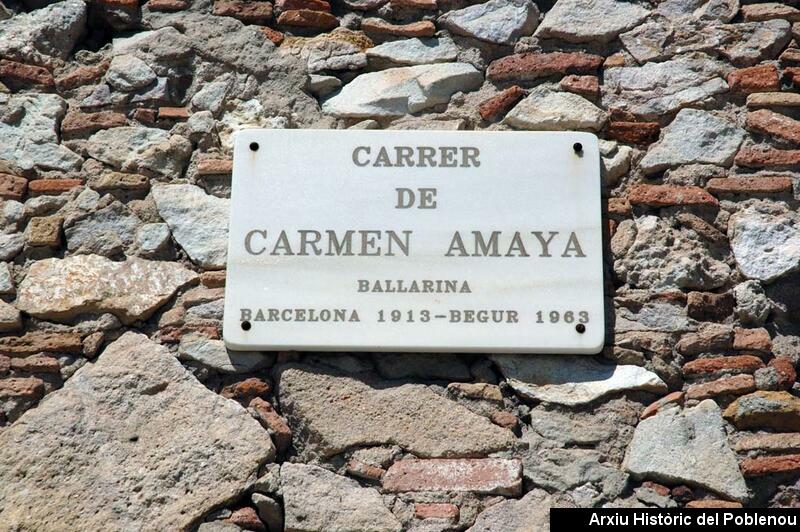 CARRER
DE
CARMEN AMAYA
BALLARINA
BARCELONA 1913-BEGUR 1963
Arxiu Històric del Poblenou